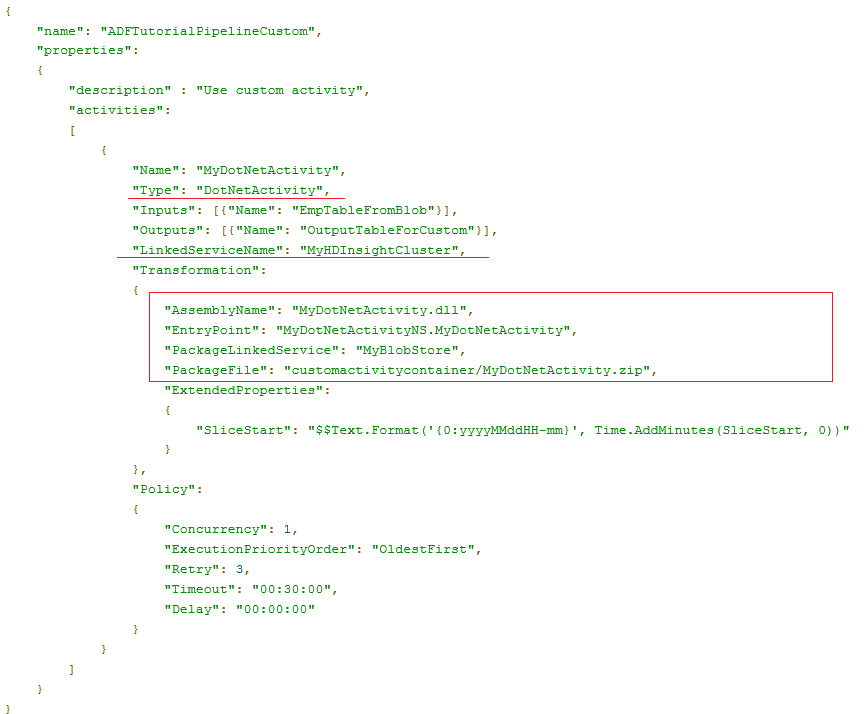 {
    "name": "ADFTutorialPipelineCustom",
    "properties":
    {
        "description" : "Use custom activity",
        "activities":
        [
            {
                "Name": "MyDotNetActivity",
                "Type": "DotNetActivity",
                "Inputs": [{"Name": "EmpTableFromBlob"}],
                "Outputs": [{"Name": "OutputTableForCustom"}],
                "LinkedServiceName": "MyHDInsightCluster",
                "Transformation":
                {
                    "AssemblyName": "MyDotNetActivity.dll",
                    "EntryPoint": "MyDotNetActivityNS.MyDotNetActivity",
                    "PackageLinkedService": "MyBlobStore",
                    "PackageFile": "customactivitycontainer/MyDotNetActivity.zip",
                    "ExtendedProperties":
                    {
                        "SliceStart": "$$Text.Format('{0:yyyyMMddHH-mm}', Time.AddMinutes(SliceStart, 0))"
                    }
                },
                "Policy":
                {
                    "Concurrency": 1,
                    "ExecutionPriorityOrder": "OldestFirst",
                    "Retry": 3,
                    "Timeout": "00:30:00",
                    "Delay": "00:00:00"
                }
            }
        ]
    }
}